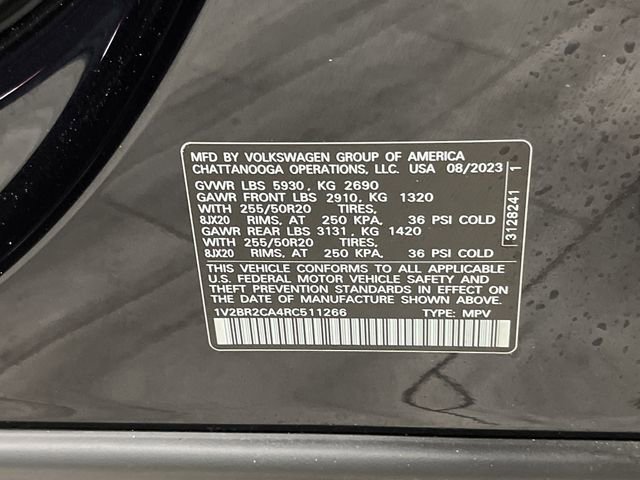 MFD BY VOLKSWAGEN GROUP OF AMERICA
CHATTANOOGA OPERATIONS, LLC. USA 08/2023
GVWR LBS 5930, KG 2690
GAWR FRONT LBS 2910, KG 1320
WITH 255/50R20 TIRES,
8JX20 RIMS, AT 250 KPA, 36 PSI COLD
GAWR REAR LBS 3131, KG 1420
WITH 255/50R20 TIRES,
8JX20 RIMS, AT 250 KPA, 36 PSI COLD
THIS VEHICLE CONFORMS TO ALL APPLICABLE
U.S. FEDERAL MOTOR VEHICLE SAFETY AND
THEFT PREVENTION STANDARDS IN EFFECT ON
THE DATE OF MANUFACTURE SHOWN ABOVE.
1V2BR2CA4RC511266 TYPE: MPV
3128241 1